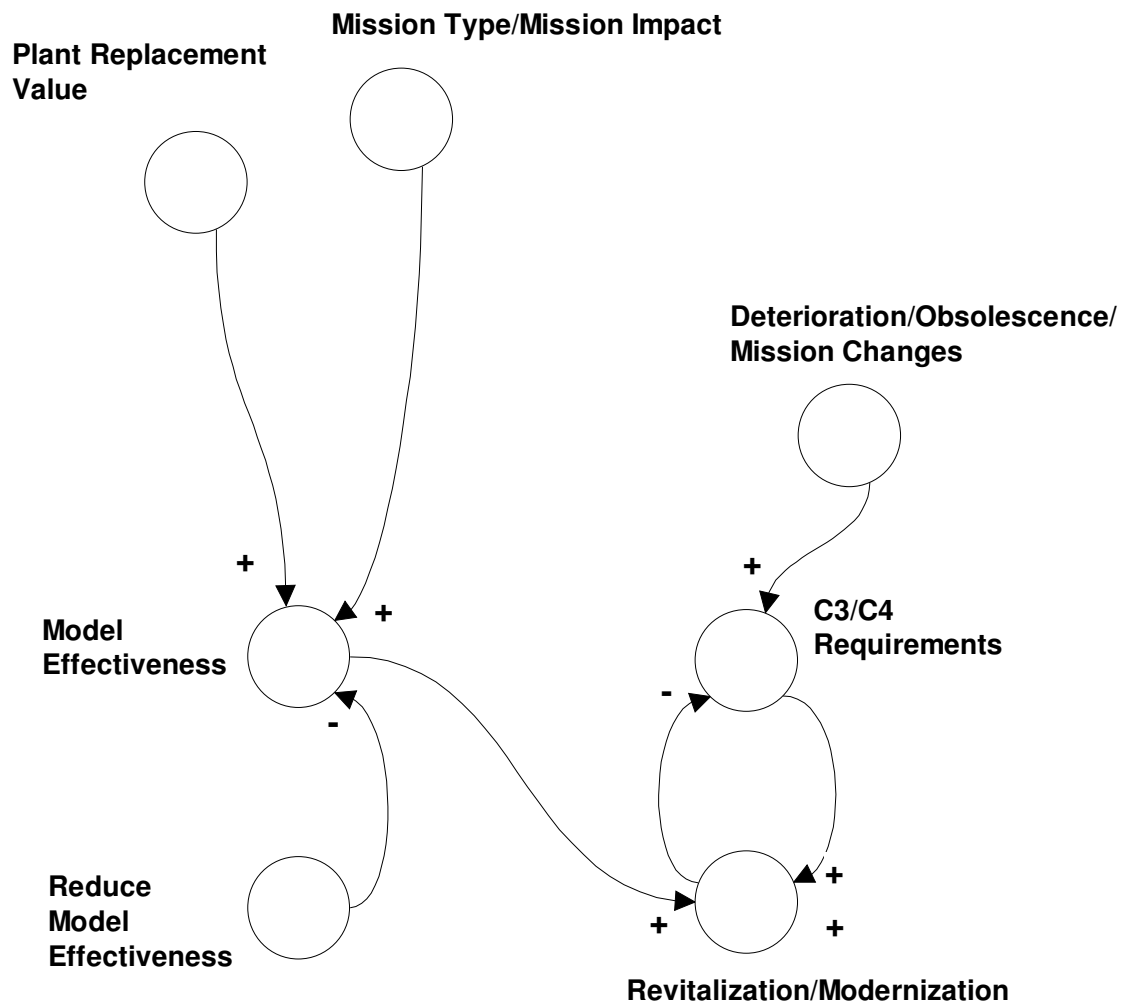 Mission Type/Mission Impact
Plant Replacement
Value
Deterioration/Obsolescence/
Mission Changes
+
+
+
C3/C4
Requirements
Model
Effectiveness
-
-
Reduce
Model
Effectiveness
+
+
+
Revitalization/Modernization